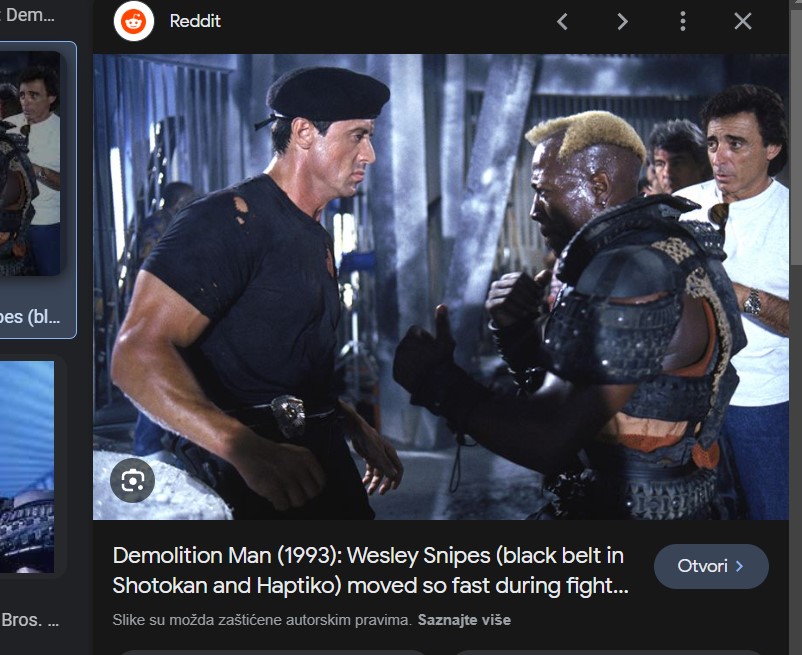 : Dem...
Reddit
pes (bl...
Demolition Man (1993): Wesley Snipes (black belt in
Shotokan and Haptiko) moved so fast during fight...
Otvori
Slike su možda zaštićene autorskim pravima. Saznajte više
Bros. ...